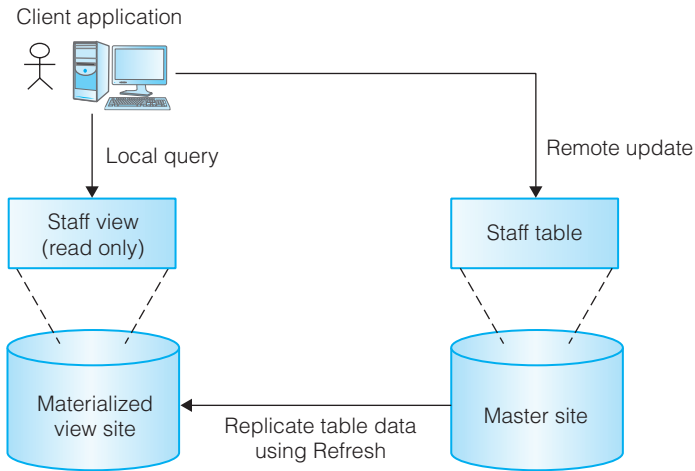 Client application
Local query
Remote update
Staff view
(read only)
Staff table
Materialized
view site
Replicate table data
using Refresh
Master site